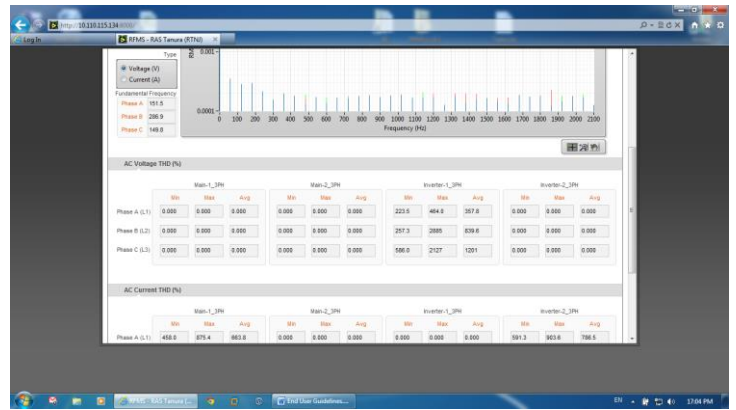 http://10.110.115.134:8000/
Log In
RFMS - RAS Tanura (RTNU)
Type
Voltage (V)
Current (A)
Fundamental Frequency
Phase A 151.5
Phase B 286.9
Phase C 149.8
0.001
0.0001
0 100 200 300 400 500 600 700 800 900 1000 1100 1200 1300 1400 1500 1600 1700 1800 1900 2000 2100
Frequency (Hz)
AC Voltage THD (%)
Main-1_3PH Main-2_3PH Inverter-1_3PH Inverter-2_3PH
Min Max Avg Min Max Avg Min Max Avg Min Max Avg
Phase A (L1) 0.000 0.000 0.000 0.000 0.000 0.000 223.5 464.0 357.8 0.000 0.000 0.000
Phase B (L2) 0.000 0.000 0.000 0.000 0.000 0.000 257.3 2885 839.6 0.000 0.000 0.000
Phase C (L3) 0.000 0.000 0.000 0.000 0.000 0.000 586.0 2127 1201 0.000 0.000 0.000
AC Current THD (%)
Main-1_3PH Main-2_3PH Inverter-1_3PH Inverter-2_3PH
Min Max Avg Min Max Avg Min Max Avg Min Max Avg
Phase A (L1) 458.0 875.4 663.8 0.000 0.000 0.000 0.000 0.000 0.000 591.3 903.6 786.5
RFMS - RAS Tanura (...
End User Guidelines...
EN
17:04 PM